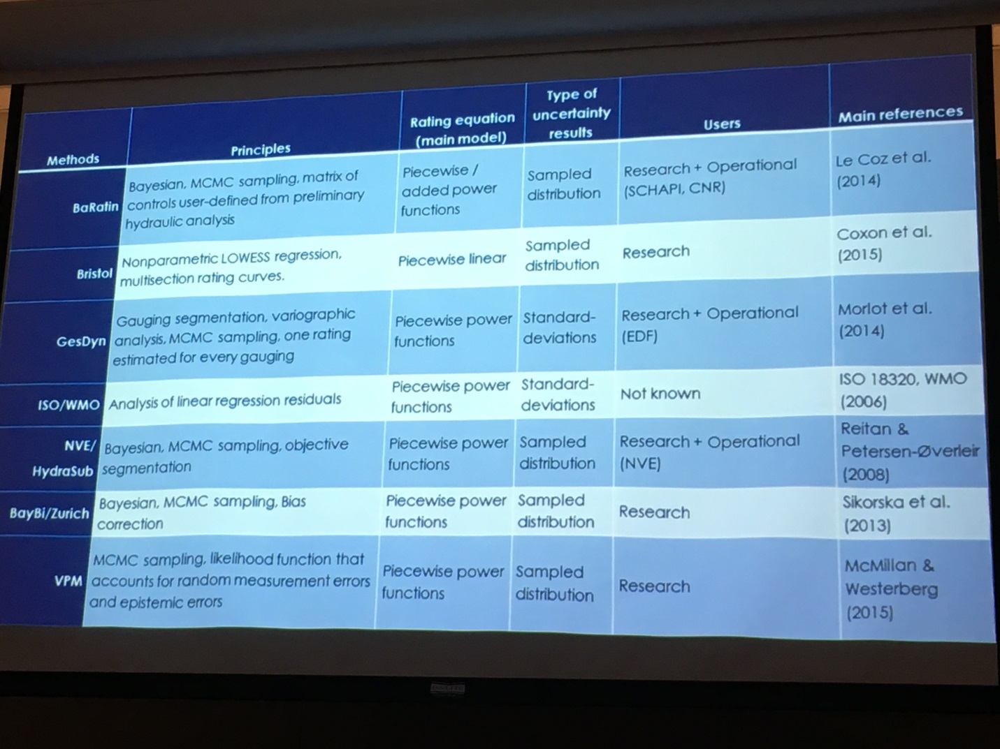 Methods
Principles
Rating equation
(main model)
Type of
uncertainty
results
Users
Main references
BaRatin
Bayesian, MCMC sampling, matrix of
controls user-defined from preliminary
hydraulic analysis
Piecewise /
added power
functions
Sampled
distribution
Research + Operational
(SCHAPI, CNR)
Le Coz et al.
(2014)
Bristol
Nonparametric LOWESS regression,
multisection rating curves.
Piecewise linear
Sampled
distribution
Research
Coxon et al.
(2015)
GesDyn
Gauging segmentation, variographic
analysis, MCMC sampling, one rating
estimated for every gauging
Piecewise power
functions
Standard-
deviations
Research + Operational
(EDF)
Morlot et al.
(2014)
ISO/WMO
Analysis of linear regression residuals
Piecewise power
functions
Standard-
deviations
Not known
ISO 18320, WMO
(2006)
NVE/
HydraSub
Bayesian, MCMC sampling, objective
segmentation
Piecewise power
functions
Sampled
distribution
Research + Operational
(NVE)
Reitan &
Petersen-Øverleir
(2008)
BayBi/Zurich
Bayesian, MCMC sampling, Bias
correction
Piecewise power
functions
Sampled
distribution
Research
Sikorska et al.
(2013)
VPM
MCMC sampling, likelihood function that
accounts for random measurement errors
and epistemic errors
Piecewise power
functions
Sampled
distribution
Research
McMillan &
Westerberg
(2015)